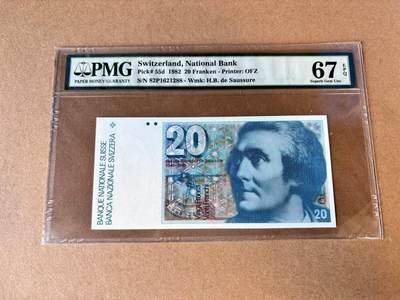 PMG
PAPER MONEY GUARANTY
Switzerland, National Bank
Pick# 55d 1982 20 Franken - Printer: OFZ
S/N 82P1621288 - Wmk: H.B. de Saussure
67 EPQ
Superb Gem Unc
20
BANQUE NATIONALE SUISSE
BANCA NAZIONALE SVIZZERA
20